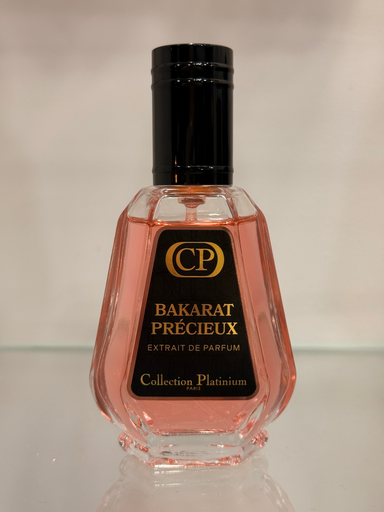 CP
BAKARAT
PRÉCIEUX
EXTRAIT DE PARFUM
Collection Platinium
PARIS